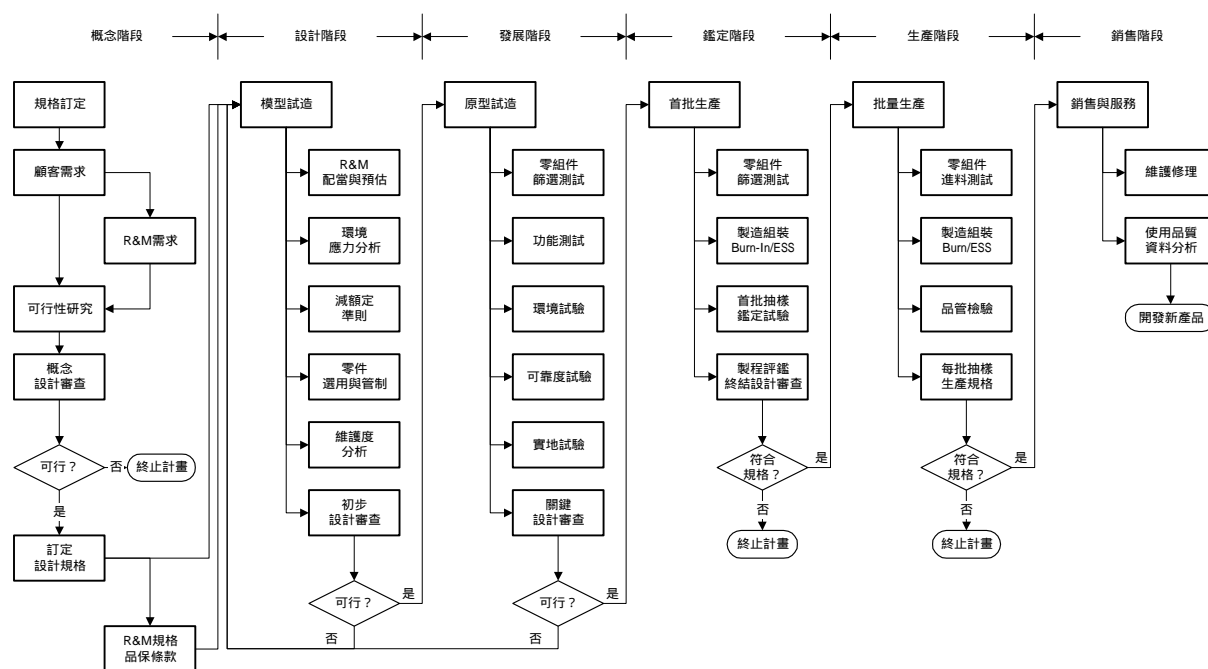 概念階段
設計階段
發展階段
鑑定階段
生產階段
銷售階段
規格訂定
顧客需求
R&M需求
可行性研究
概念
設計審查
可行？
否
終止計畫
是
訂定
設計規格
R&M規格
品保條款
模型試造
R&M
配當與預估
環境
應力分析
減額定
準則
零件
選用與管制
維護度
分析
初步
設計審查
可行？
是
否
原型試造
零組件
篩選測試
功能測試
環境試驗
可靠度試驗
實地試驗
關鍵
設計審查
可行？
是
否
首批生產
零組件
篩選測試
製造組裝
Burn-In/ESS
首批抽樣
鑑定試驗
製程評鑑
終結設計審查
符合
規格？
是
否
終止計畫
批量生產
零組件
進料測試
製造組裝
Burn/ESS
品管檢驗
每批抽樣
生產規格
符合
規格？
是
否
終止計畫
銷售與服務
維護修理
使用品質
資料分析
開發新產品